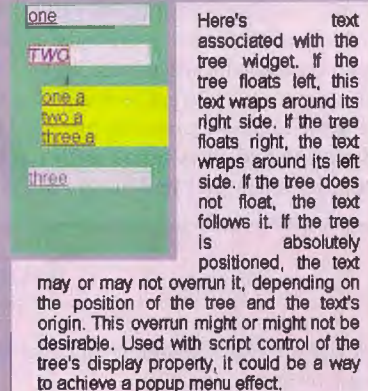 one
TWO
one a
two a
three a
three
Here's text
associated with the
tree widget. If the
tree floats left, this
text wraps around its
right side. If the tree
floats right, the text
wraps around its left
side. If the tree does
not float, the text
follows it. If the tree
is absolutely
positioned, the text
may or may not overrun it, depending on
the position of the tree and the text's
origin. This overrun might or might not be
desirable. Used with script control of the
tree's display property, it could be a way
to achieve a popup menu effect.